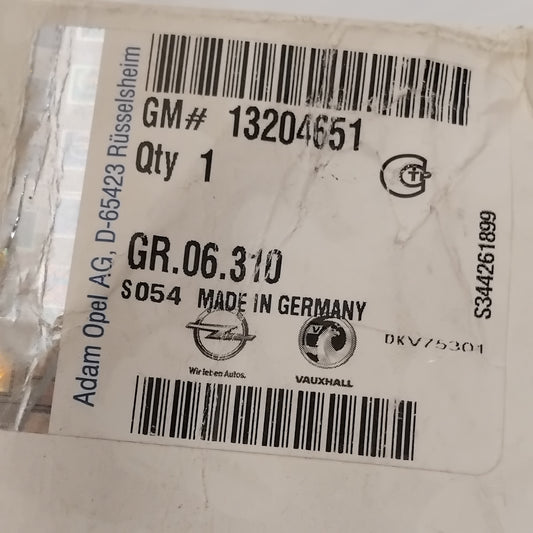 GM# 13204651
Qty 1
GR.06.310
S054 MADE IN GERMANY
Wir leben Autos.
VAUXHALL
DKV75301
S344261899
Adam Opel AG, D-65423 Rüsselsheim